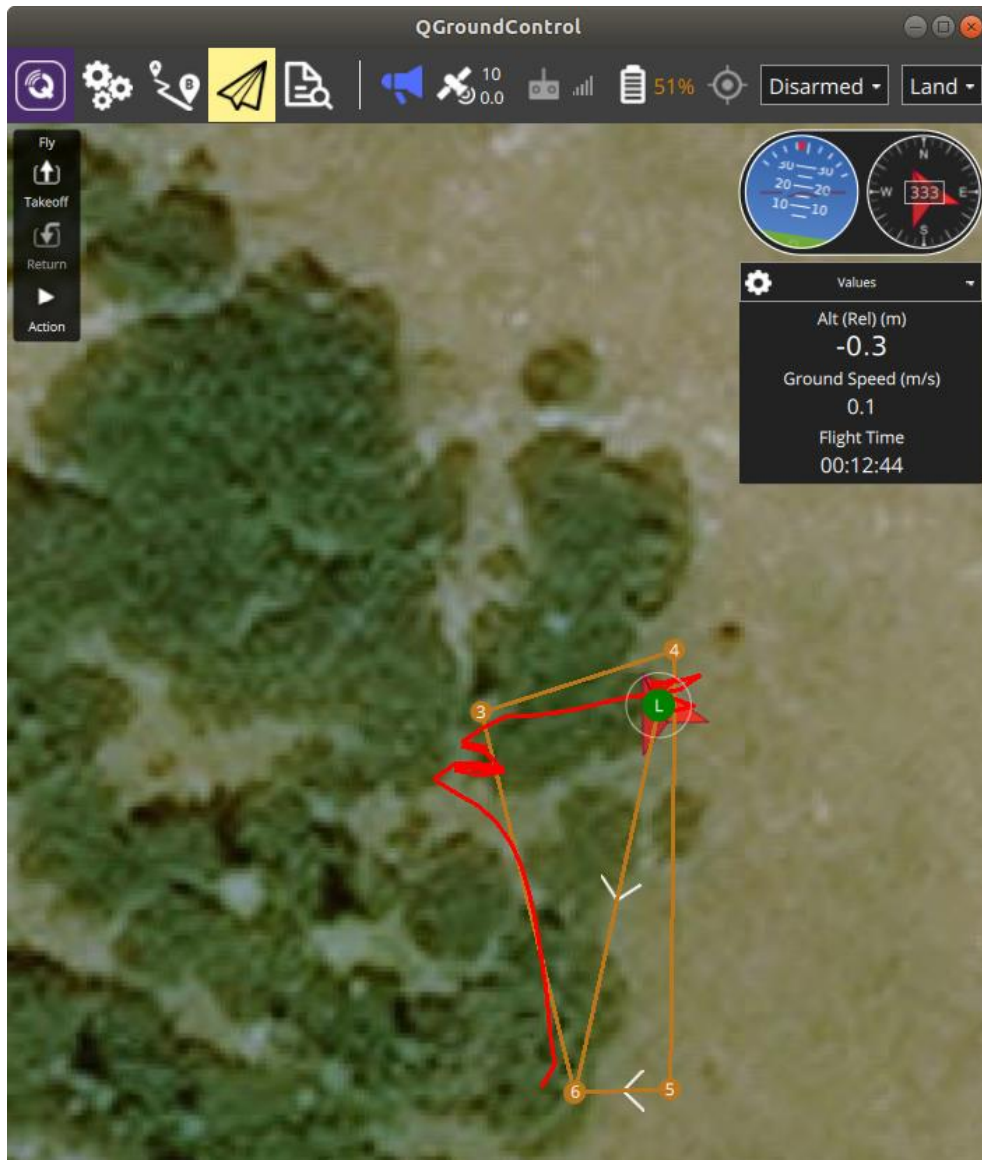 QGroundControl
10
0.0
51%
Disarmed
Land
Fly
Takeoff
Return
Action
30 30
20 20
10 10
N
W 333 E
S
Values
Alt (Rel) (m)
-0.3
Ground Speed (m/s)
0.1
Flight Time
00:12:44
4
L
3
6
5